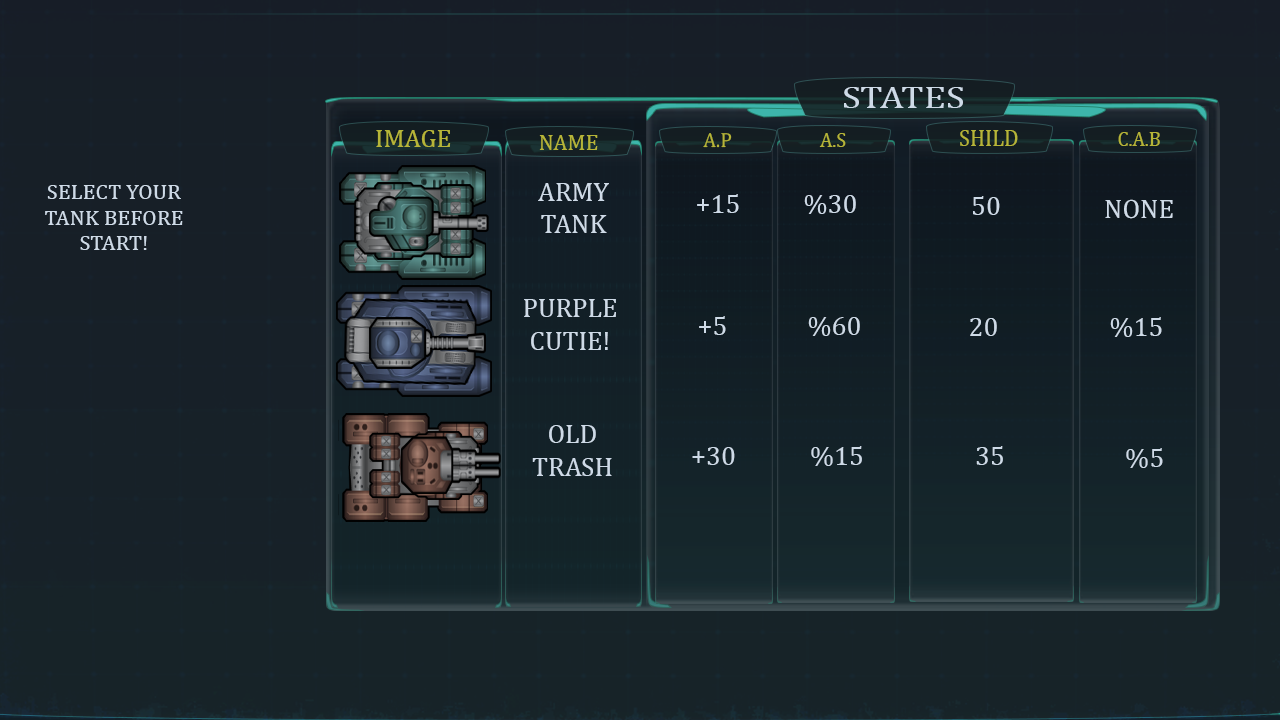 STATES
IMAGE NAME A.P A.S SHILD C.A.B
SELECT YOUR
TANK BEFORE
START!
ARMY
TANK
+15 %30 50 NONE
PURPLE
CUTIE!
+5 %60 20 %15
OLD
TRASH
+30 %15 35 %5